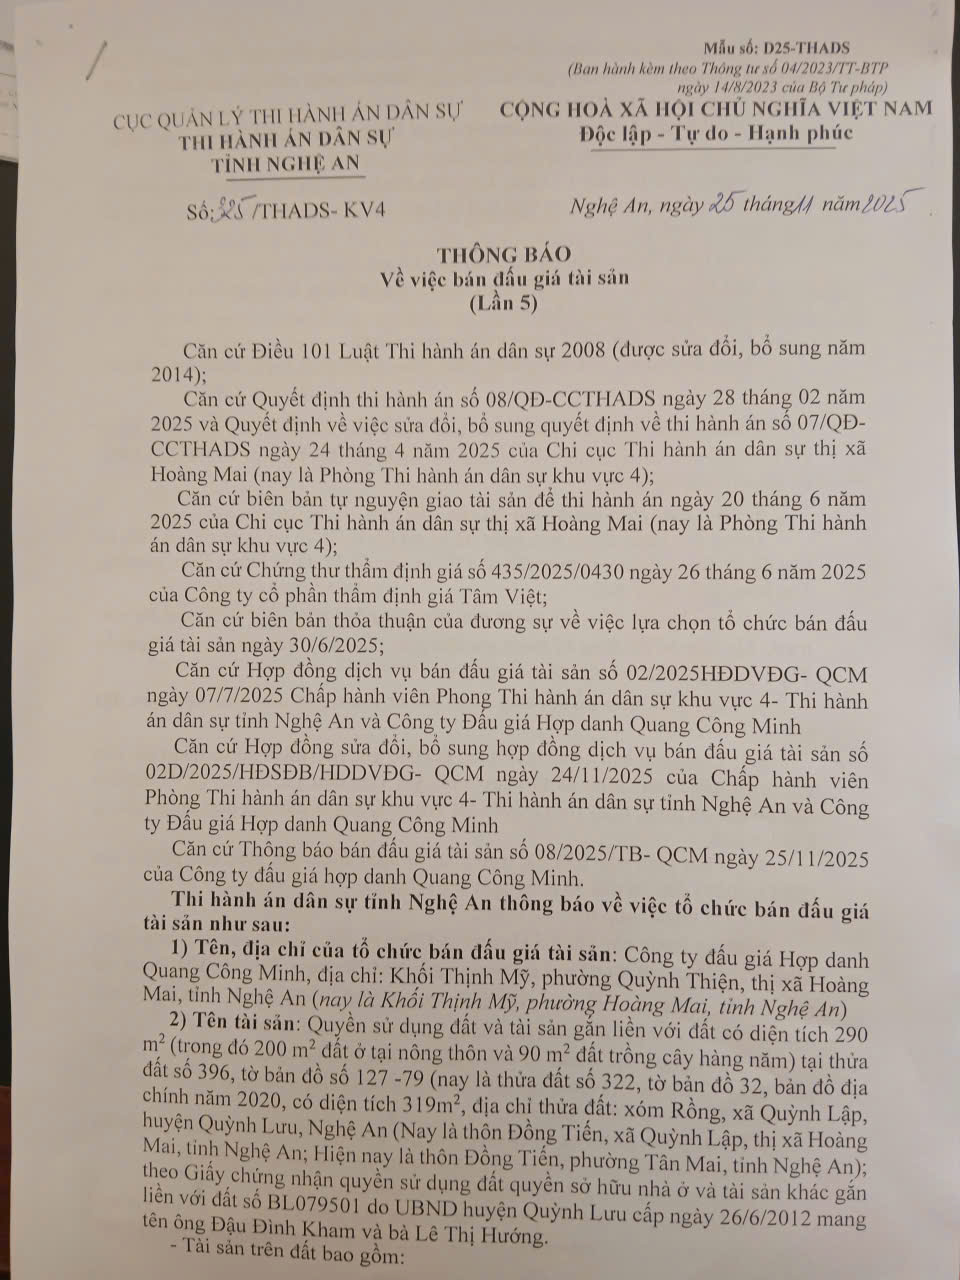 Mẫu số: D25-THADS
(Ban hành kèm theo Thông tư số 04/2023/TT-BTP
ngày 14/8/2023 của Bộ Tư pháp)
CỤC QUẢN LÝ THI HÀNH ÁN DÂN SỰ
THI HÀNH ÁN DÂN SỰ
TỈNH NGHỆ AN
CỘNG HOÀ XÃ HỘI CHỦ NGHĨA VIỆT NAM
Độc lập - Tự do - Hạnh phúc
Số: 325/THADS- KV4
Nghệ An, ngày 25 tháng 11 năm 2025
THÔNG BÁO
Về việc bán đấu giá tài sản
(Lần 5)
Căn cứ Điều 101 Luật Thi hành án dân sự 2008 (được sửa đổi, bổ sung năm
2014);
Căn cứ Quyết định thi hành án số 08/QĐ-CCTHADS ngày 28 tháng 02 năm
2025 và Quyết định về việc sửa đổi, bổ sung quyết định về thi hành án số 07/QĐ-
CCTHADS ngày 24 tháng 4 năm 2025 của Chi cục Thi hành án dân sự thị xã
Hoàng Mai (nay là Phòng Thi hành án dân sự khu vực 4);
Căn cứ biên bản tự nguyện giao tài sản để thi hành án ngày 20 tháng 6 năm
2025 của Chi cục Thi hành án dân sự thị xã Hoàng Mai (nay là Phòng Thi hành
án dân sự khu vực 4);
Căn cứ Chứng thư thẩm định giá số 435/2025/0430 ngày 26 tháng 6 năm 2025
của Công ty cổ phần thẩm định giá Tâm Việt;
Căn cứ biên bản thỏa thuận của đương sự về việc lựa chọn tổ chức bán đấu
giá tài sản ngày 30/6/2025;
Căn cứ Hợp đồng dịch vụ bán đấu giá tài sản số 02/2025HĐDVĐG- QCM
ngày 07/7/2025 Chấp hành viên Phong Thi hành án dân sự khu vực 4- Thi hành
án dân sự tỉnh Nghệ An và Công ty Đấu giá Hợp danh Quang Công Minh
Căn cứ Hợp đồng sửa đổi, bổ sung hợp đồng dịch vụ bán đấu giá tài sản số
02D/2025/HĐSĐB/HDDVĐG- QCM ngày 24/11/2025 của Chấp hành viên
Phòng Thi hành án dân sự khu vực 4- Thi hành án dân sự tỉnh Nghệ An và Công
ty Đấu giá Hợp danh Quang Công Minh
Căn cứ Thông báo bán đấu giá tài sản số 08/2025/TB- QCM ngày 25/11/2025
của Công ty đấu giá hợp danh Quang Công Minh.
Thi hành án dân sự tỉnh Nghệ An thông báo về việc tổ chức bán đấu giá
tài sản như sau:
1) Tên, địa chỉ của tổ chức bán đấu giá tài sản: Công ty đấu giá Hợp danh
Quang Công Minh, địa chỉ: Khối Thịnh Mỹ, phường Quỳnh Thiện, thị xã Hoàng
Mai, tỉnh Nghệ An (nay là Khối Thịnh Mỹ, phường Hoàng Mai, tỉnh Nghệ An)
2) Tên tài sản: Quyền sử dụng đất và tài sản gắn liền với đất có diện tích 290
m² (trong đó 200 m² đất ở tại nông thôn và 90 m² đất trồng cây hàng năm) tại thửa
đất số 396, tờ bản đồ số 127 -79 (nay là thửa đất số 322, tờ bản đồ 32, bản đồ địa
chính năm 2020, có diện tích 319m², địa chỉ thửa đất: xóm Rồng, xã Quỳnh Lập,
huyện Quỳnh Lưu, Nghệ An (Nay là thôn Đồng Tiến, xã Quỳnh Lập, thị xã Hoàng
Mai, tỉnh Nghệ An; Hiện nay là thôn Đồng Tiến, phường Tân Mai, tỉnh Nghệ An);
theo Giấy chứng nhận quyền sử dụng đất quyền sở hữu nhà ở và tài sản khác gắn
liền với đất số BL079501 do UBND huyện Quỳnh Lưu cấp ngày 26/6/2012 mang
tên ông Đậu Đình Kham và bà Lê Thị Hướng.
- Tài sản trên đất bao gồm: